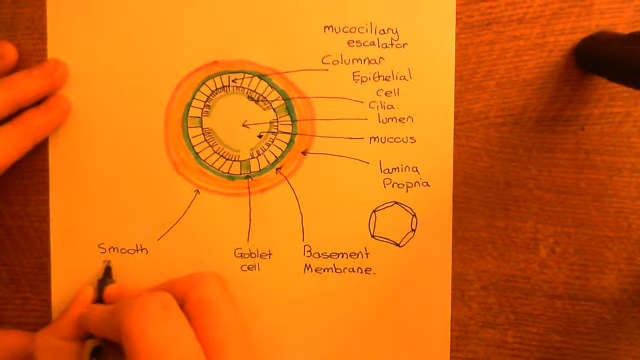 mucociliary
escalator
Columnar
Epithelial
cell
Cilia.
lumen
mucous
lamina
Propria
Smooth
Goblet
cell
Basement
Membrane.